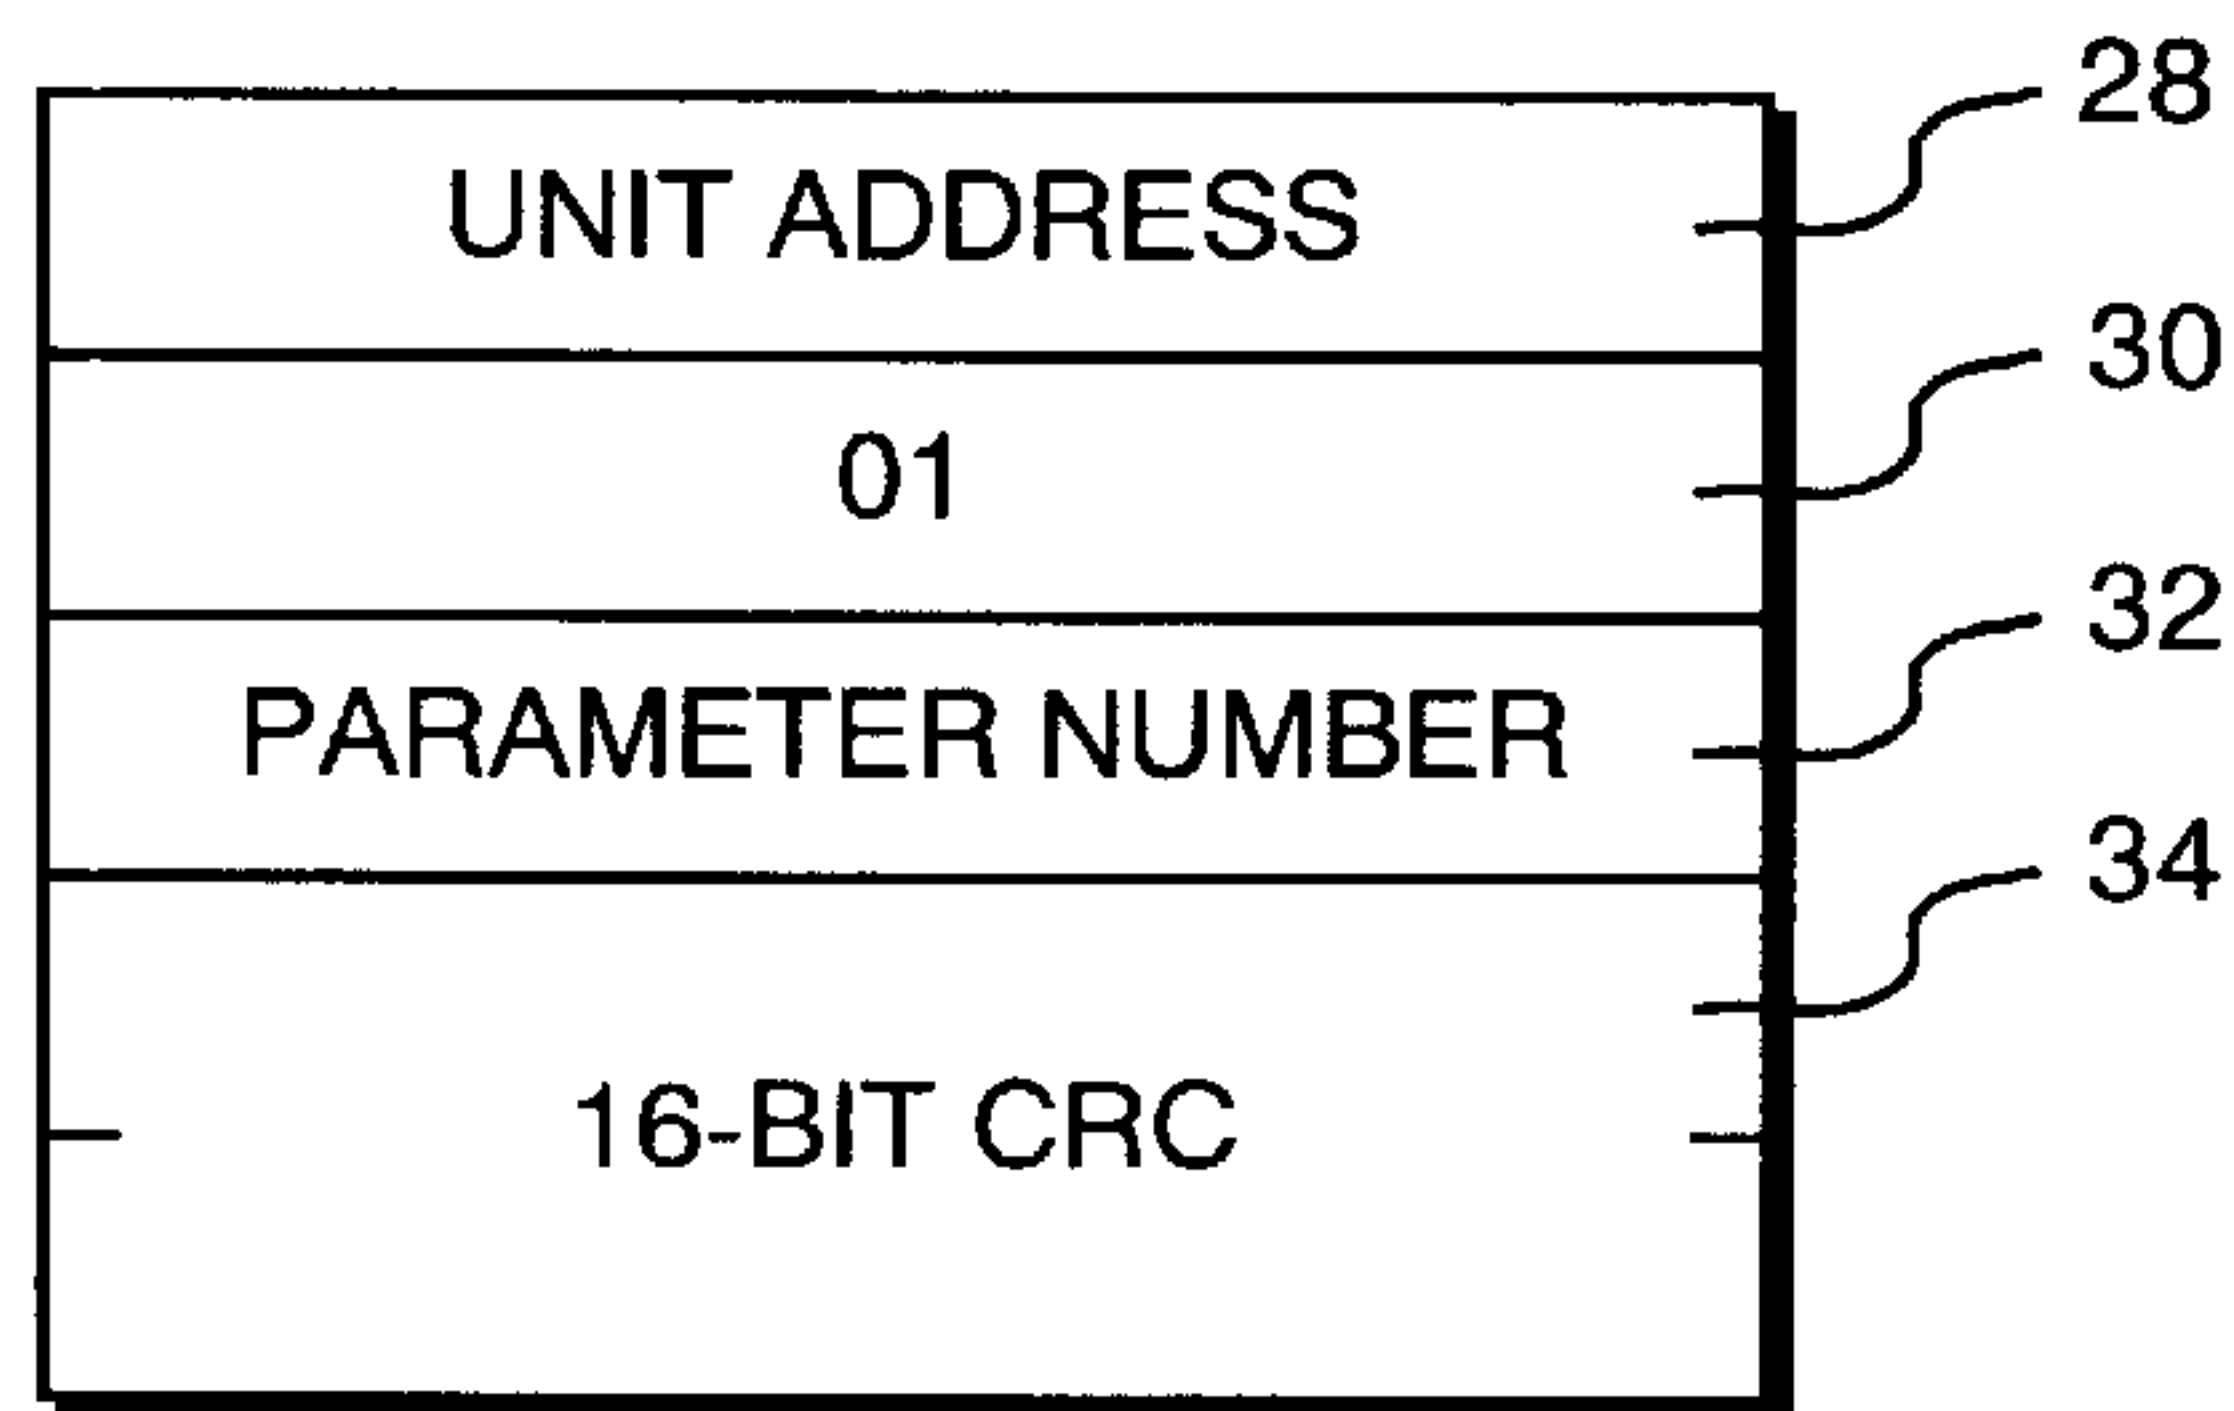 UNIT ADDRESS
28
01
30
PARAMETER NUMBER
32
16-BIT CRC
34